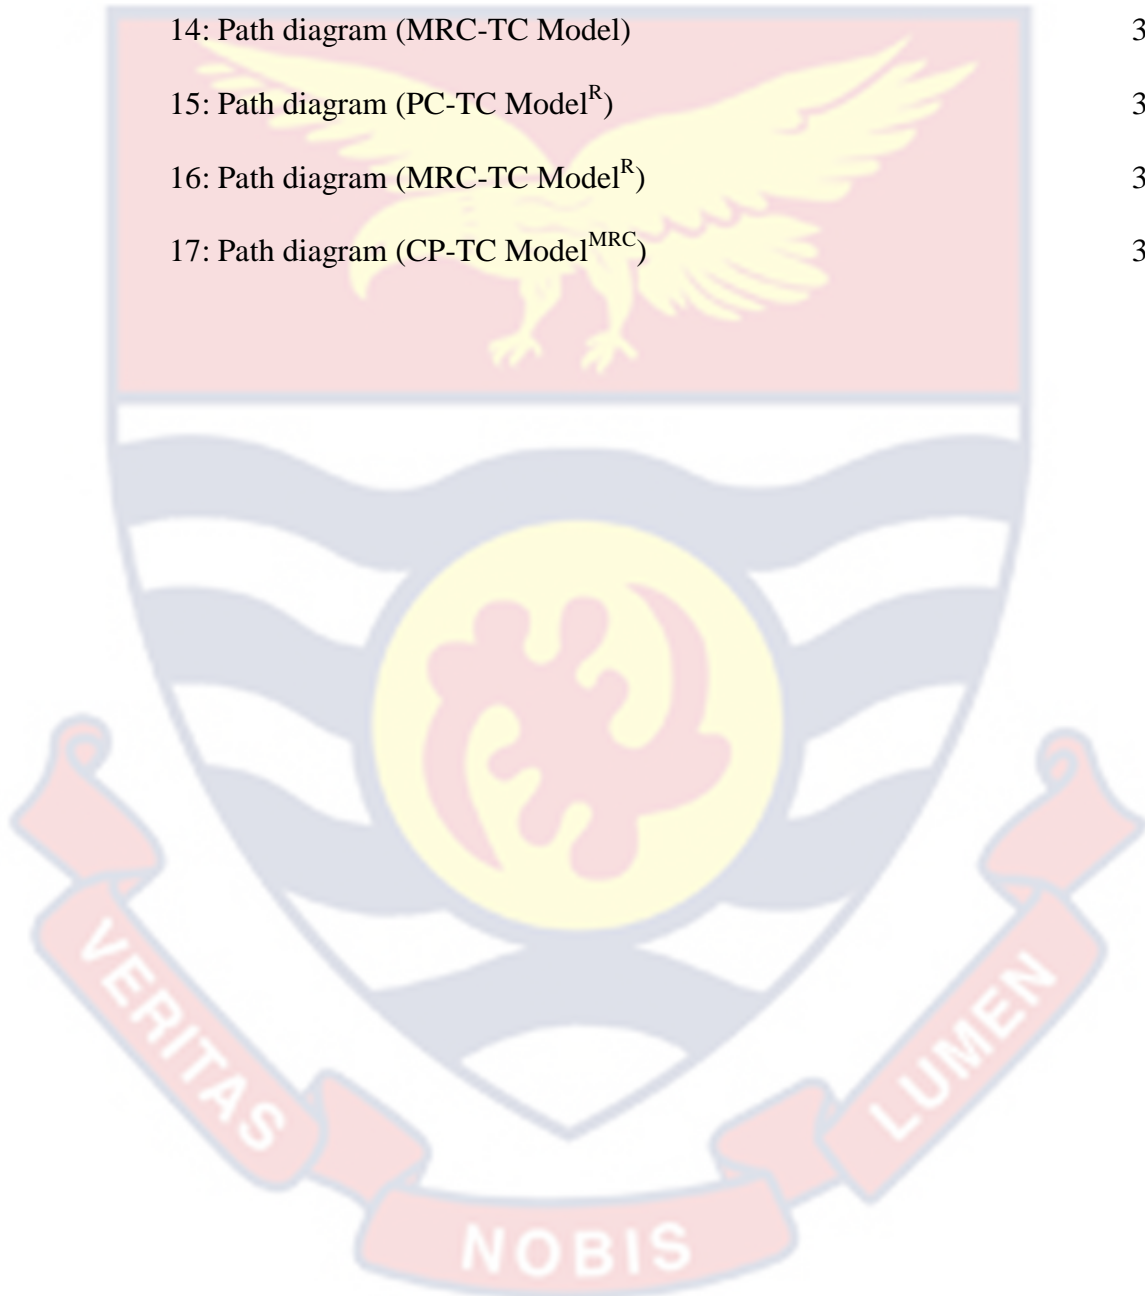 14: Path diagram (MRC-TC Model) 3
15: Path diagram (PC-TC Model^R) 3
16: Path diagram (MRC-TC Model^R) 3
17: Path diagram (CP-TC Model^MRC) 3
VERITAS
NOBIS
LUMEN